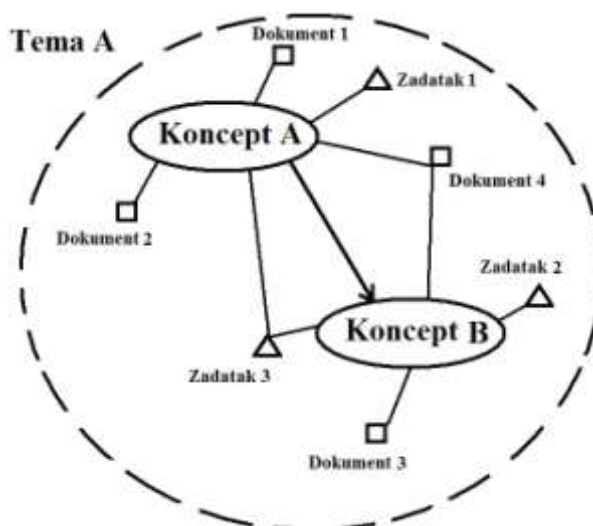 Tema A
Dokument 1
Zadatak 1
Koncept A
Dokument 4
Dokument 2
Zadatak 2
Koncept B
Zadatak 3
Dokument 3